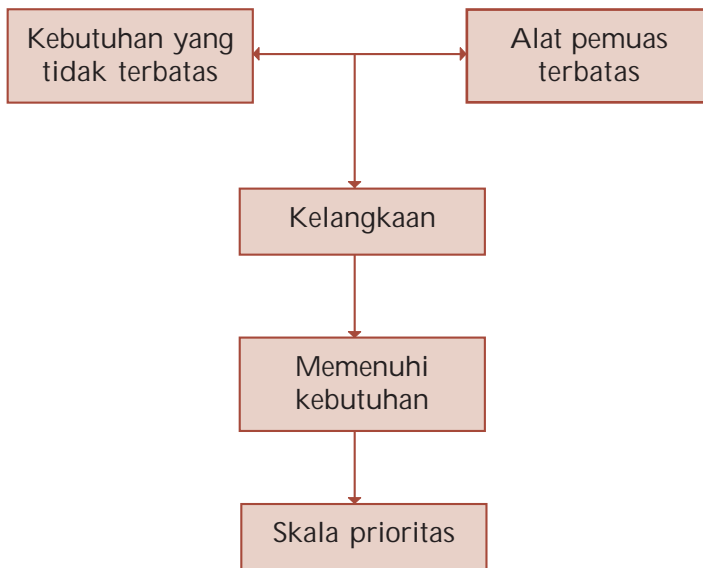 Kebutuhan yang
tidak terbatas
Alat pemuas
terbatas
Kelangkaan
Memenuhi
kebutuhan
Skala prioritas